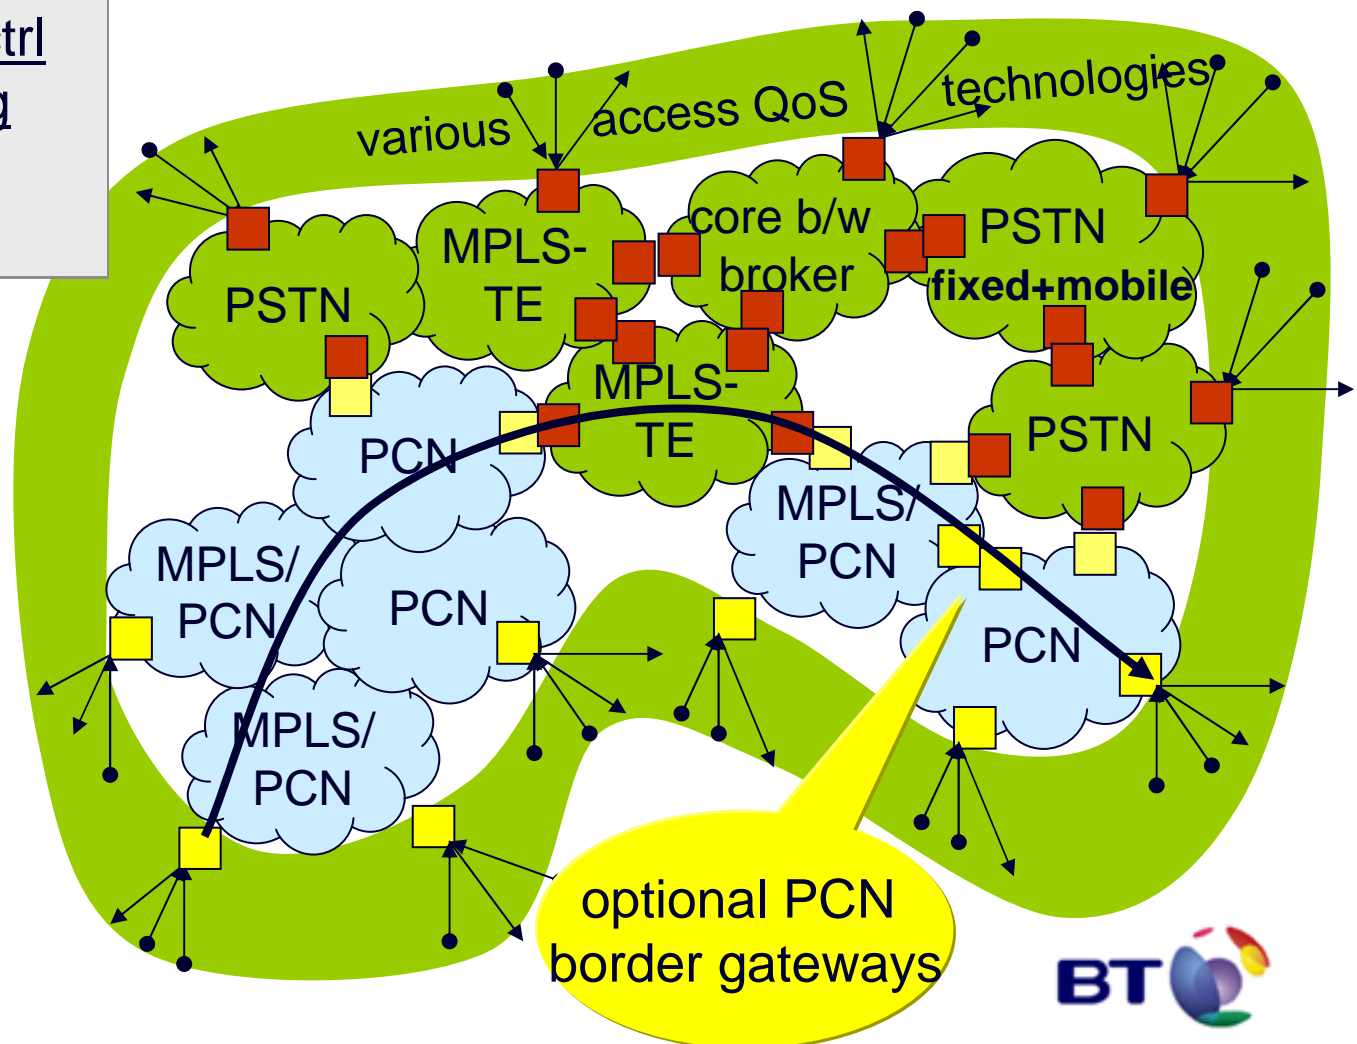 ctrl
g
various access QoS technologies
core b/w
broker
MPLS-
TE
PSTN
fixed+mobile
PSTN
MPLS-
TE
PSTN
PCN
MPLS/
PCN
MPLS/
PCN
PCN
PCN
MPLS/
PCN
optional PCN
border gateways
BT